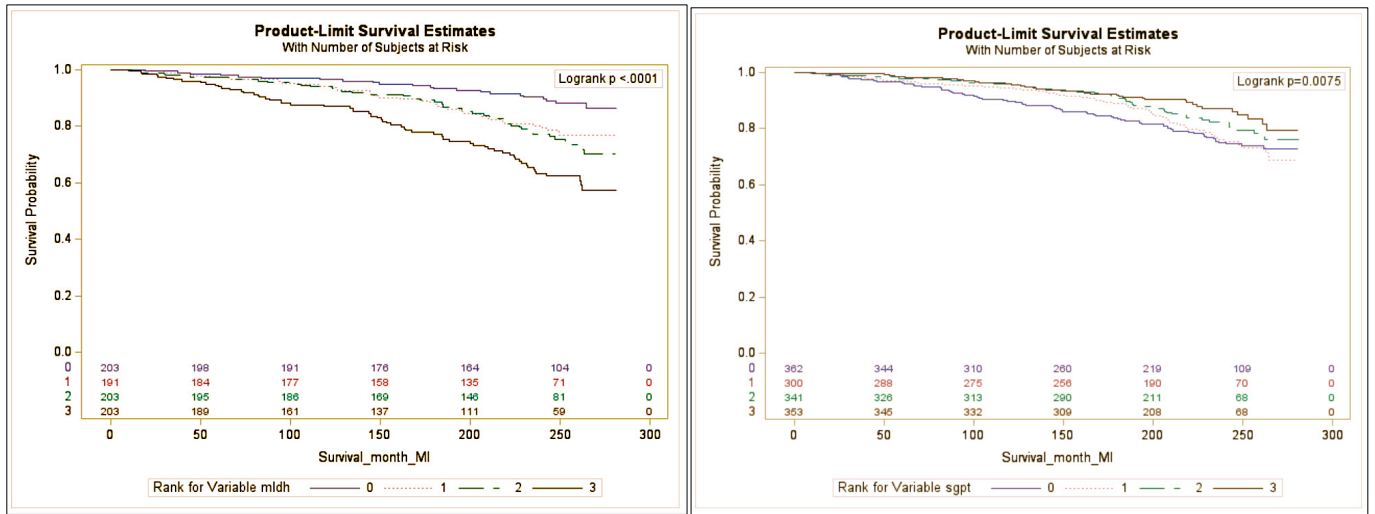 Product-Limit Survival Estimates
With Number of Subjects at Risk
Logrank p <.0001
Survival Probability
1.0
0.8
0.6
0.4
0.2
0.0
0 203 198 191 176 164 104 0
1 191 184 177 158 135 71 0
2 203 195 186 169 146 81 0
3 203 189 161 137 111 59 0
0 50 100 150 200 250 300
Survival_month_MI
Rank for Variable mldh 0 1 2 3
Product-Limit Survival Estimates
With Number of Subjects at Risk
Logrank p=0.0075
Survival Probability
1.0
0.8
0.6
0.4
0.2
0.0
0 362 344 310 260 219 109 0
1 300 288 275 256 190 70 0
2 341 326 313 290 211 68 0
3 353 345 332 309 208 68 0
0 50 100 150 200 250 300
Survival_month_MI
Rank for Variable sgpt 0 1 2 3